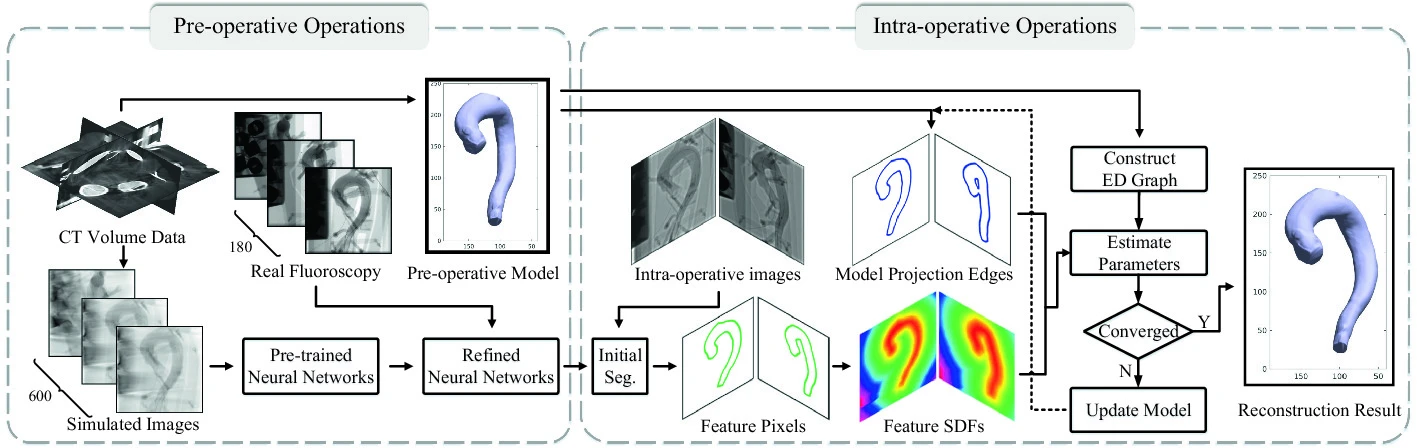 Pre-operative Operations
Intra-operative Operations
CT Volume Data
180
Real Fluoroscopy
250
200
150
100
50
0
150
100
50
Pre-operative Model
Intra-operative images
Model Projection Edges
Construct
ED Graph
Estimate
Parameters
Converged
Y
N
Update Model
250
200
150
100
50
0
150
100
50
Reconstruction Result
600
Simulated Images
Pre-trained
Neural Networks
Refined
Neural Networks
Initial
Seg.
Feature Pixels
Feature SDFs